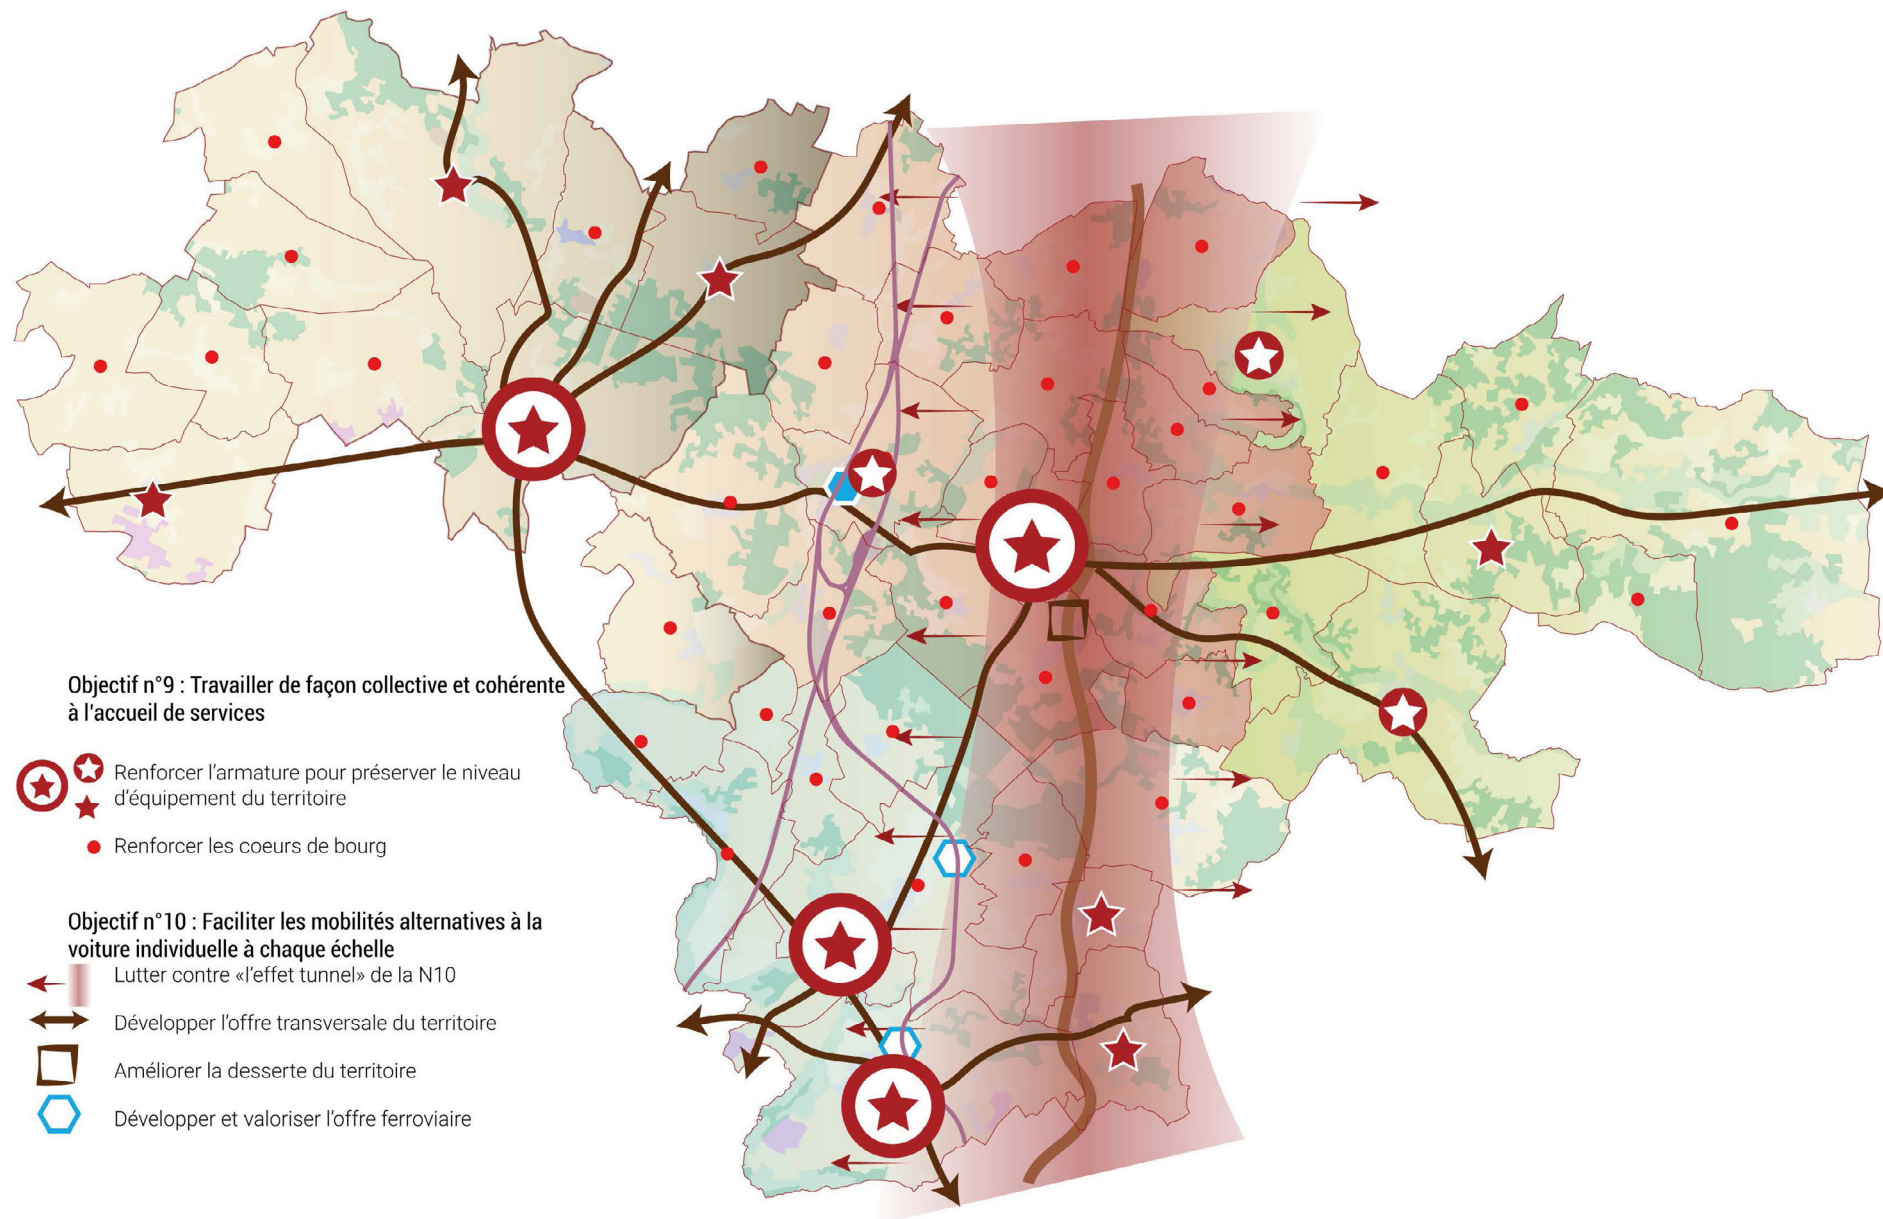 Objectif n°9 : Travailler de façon collective et cohérente
à l'accueil de services
Renforcer l'armature pour préserver le niveau
d'équipement du territoire
Renforcer les coeurs de bourg
Objectif n°10 : Faciliter les mobilités alternatives à la
voiture individuelle à chaque échelle
Lutter contre «l'effet tunnel» de la N10
Développer l'offre transversale du territoire
Améliorer la desserte du territoire
Développer et valoriser l'offre ferroviaire